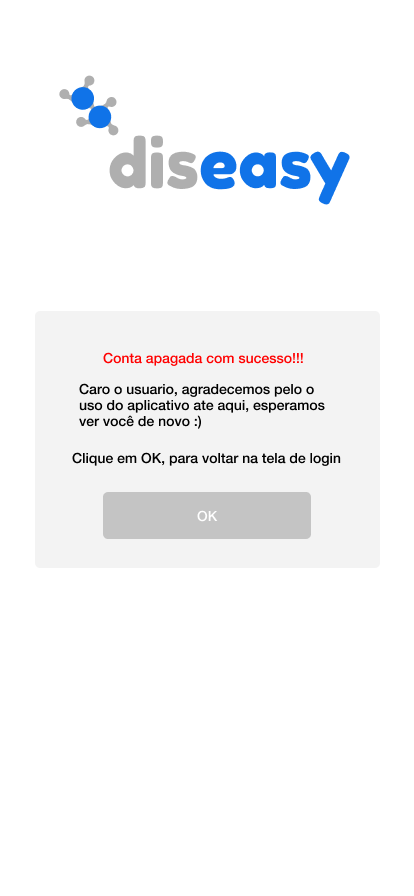 diseasy
Conta apagada com sucesso!!!
Caro o usuario, agradecemos pelo o
uso do aplicativo ate aqui, esperamos
ver você de novo :)
Clique em OK, para voltar na tela de login
OK